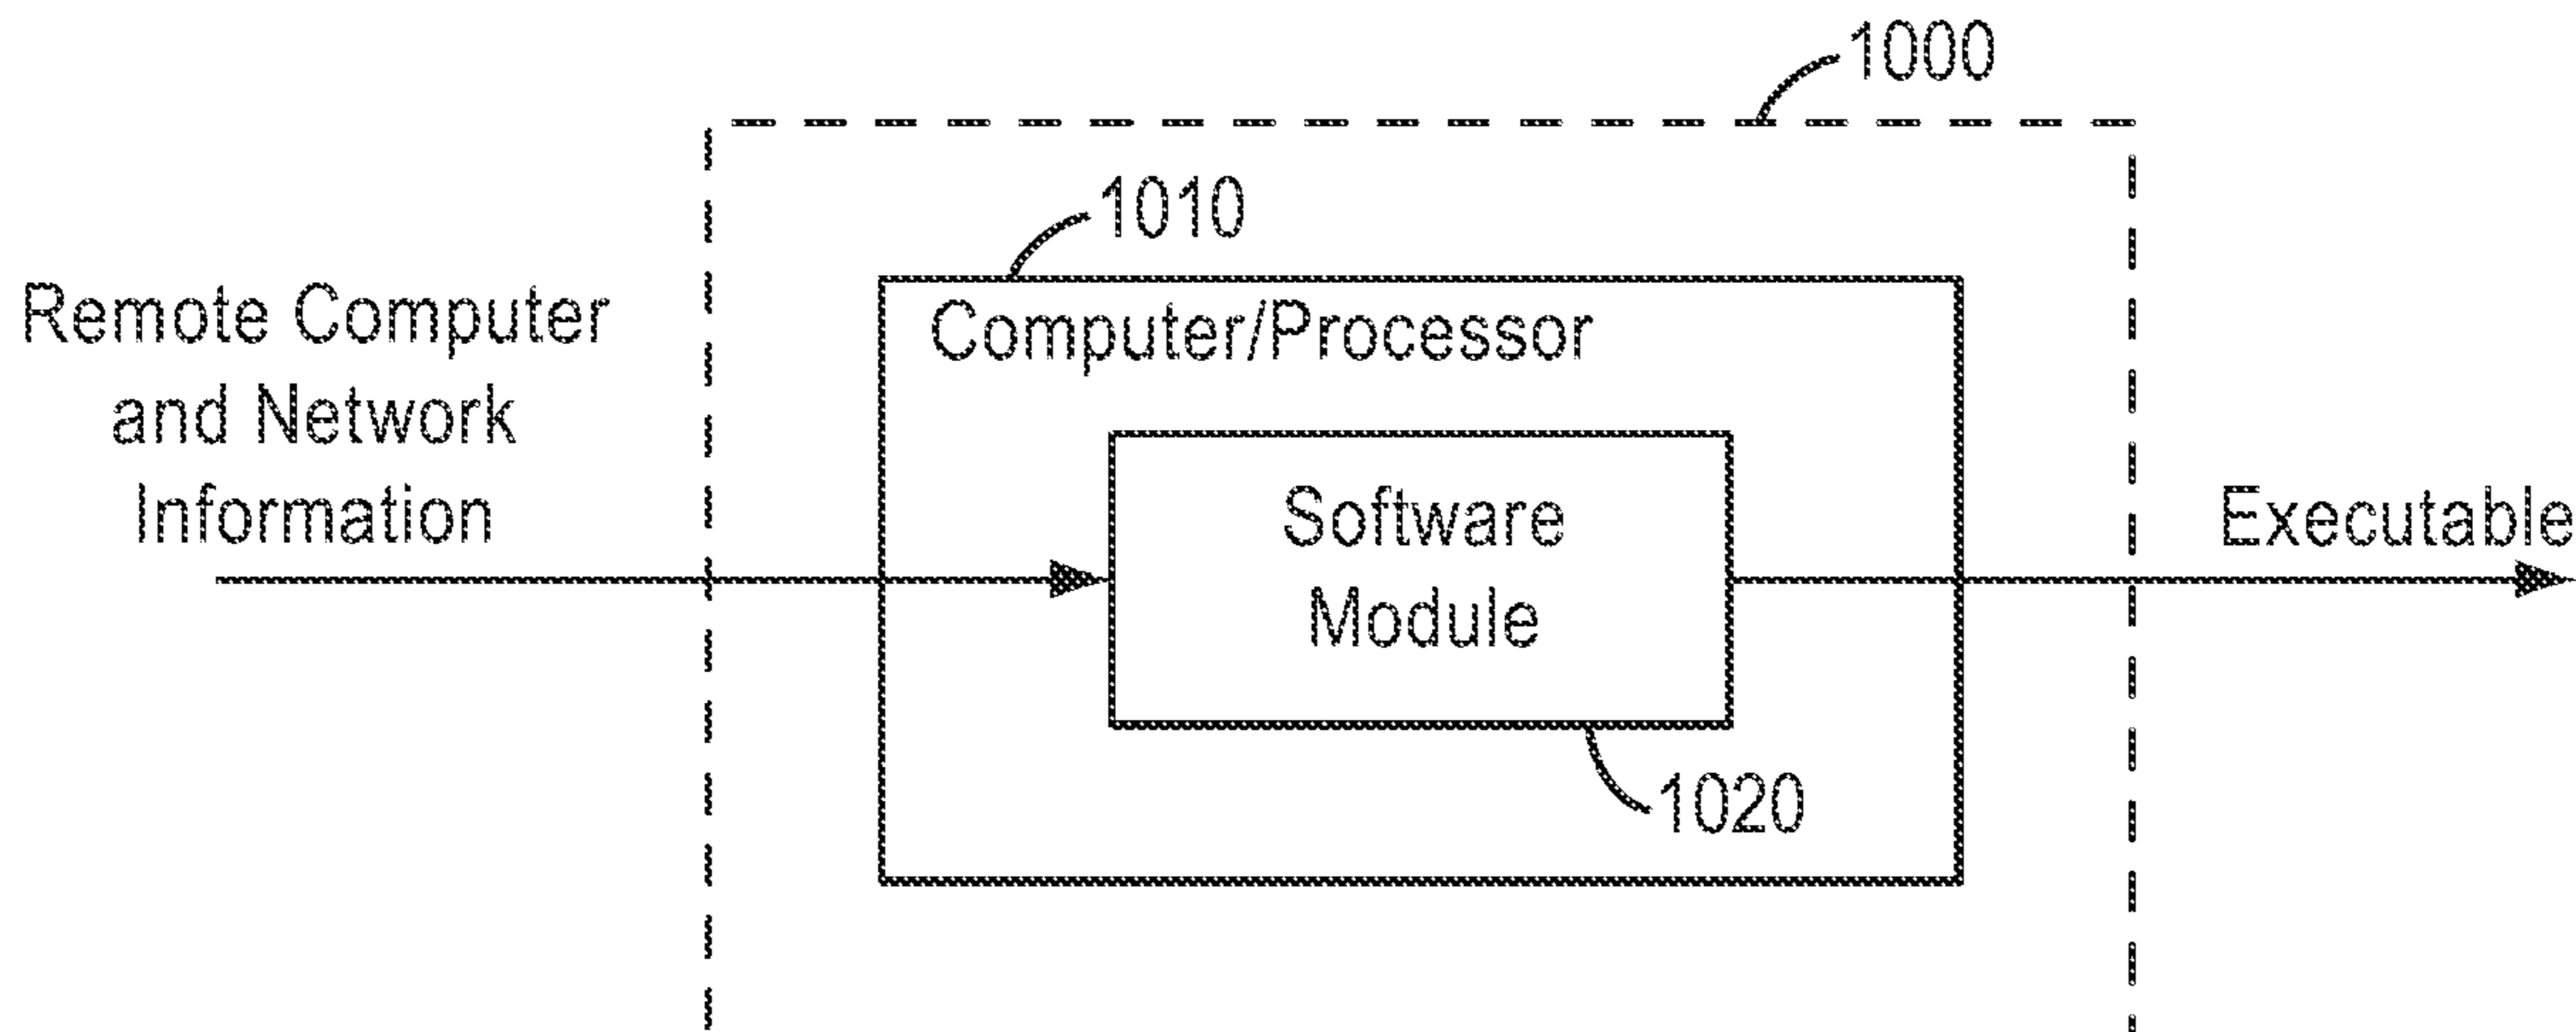 1000
1010
Remote Computer
and Network
Information
Computer/Processor
Software
Module
Executable
1020